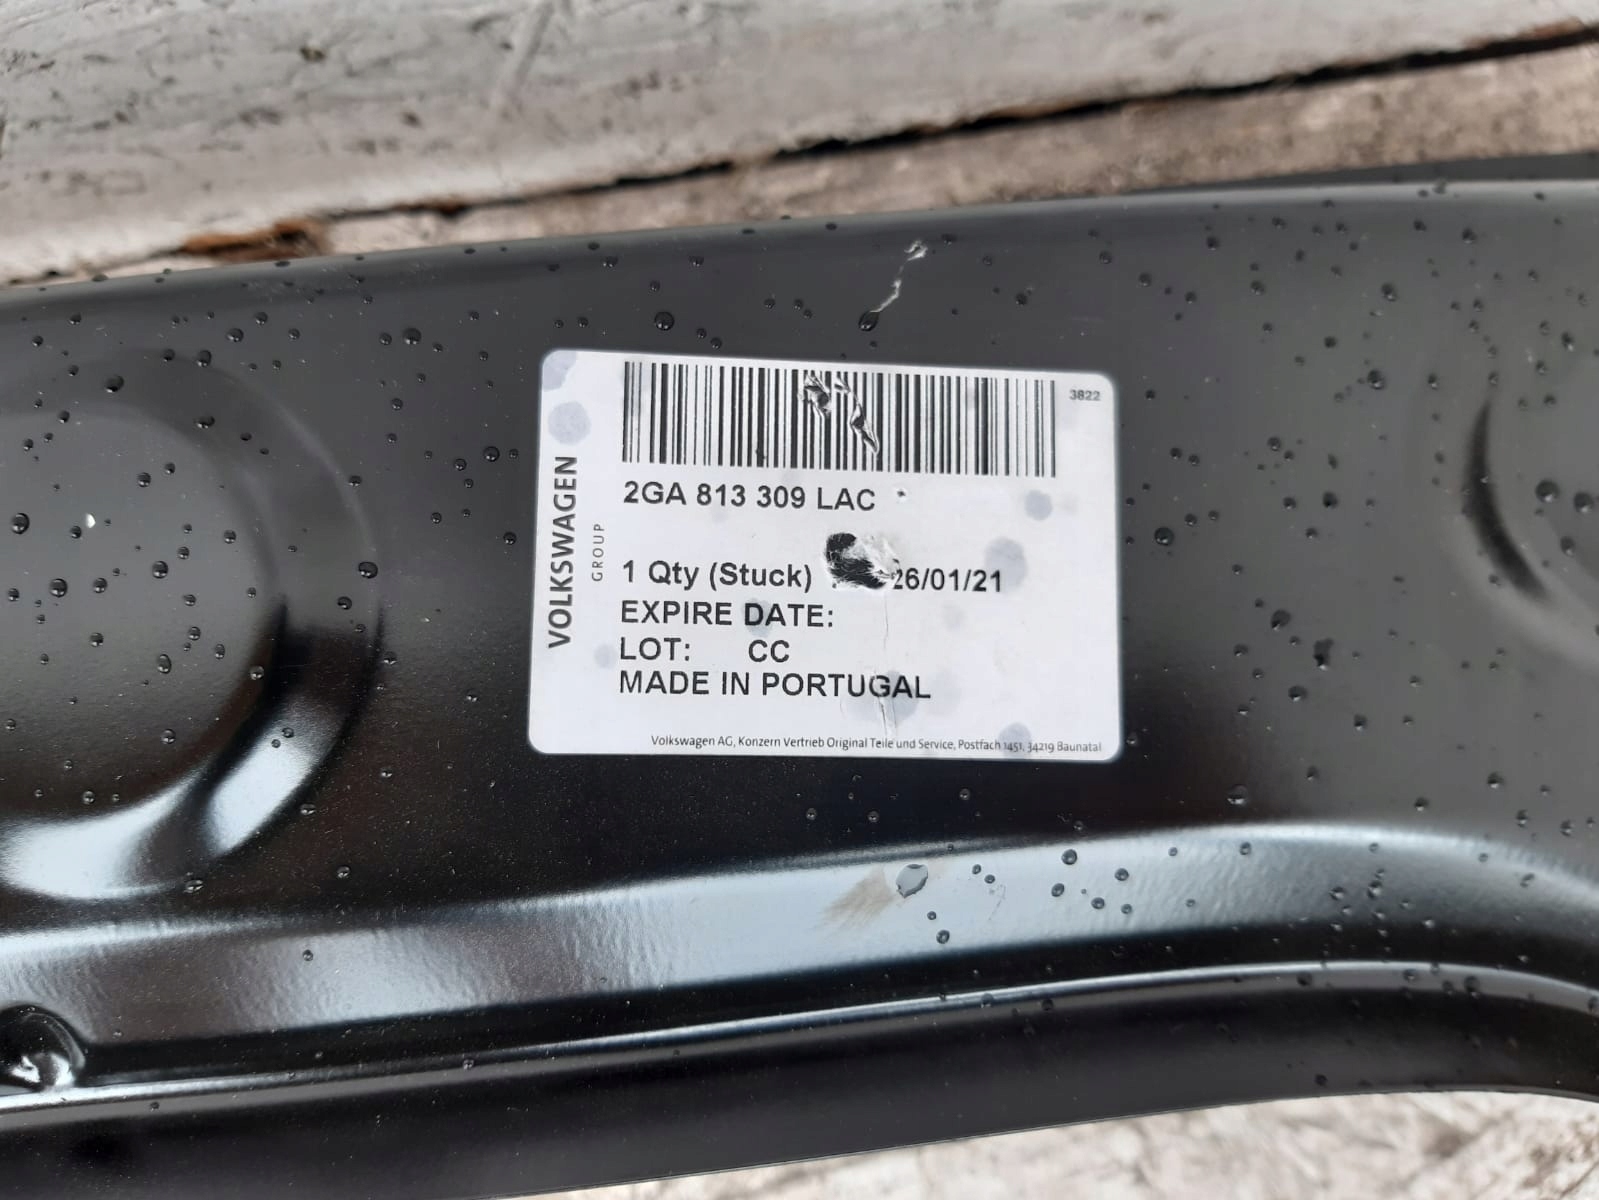 3822
2GA 813 309 LAC
1 Qty (Stuck) 26/01/21
EXPIRE DATE:
LOT: CC
MADE IN PORTUGAL
Volkswagen AG, Konzern Vertrieb Original Teile und Service, Postfach 1451, 34219 Baunatal
VOLKSWAGEN
GROUP